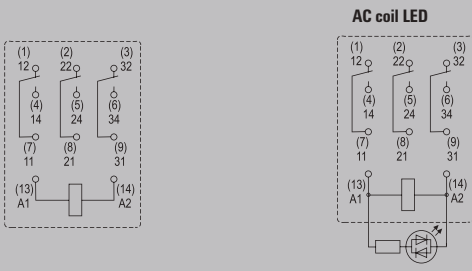 AC coil LED
(1) (2) (3)
12 22 32
(4) (5) (6)
14 24 34
(7) (8) (9)
11 21 31
(13) (14)
A1 A2
(1) (2) (3)
12 22 32
(4) (5) (6)
14 24 34
(7) (8) (9)
11 21 31
(13) (14)
A1 A2